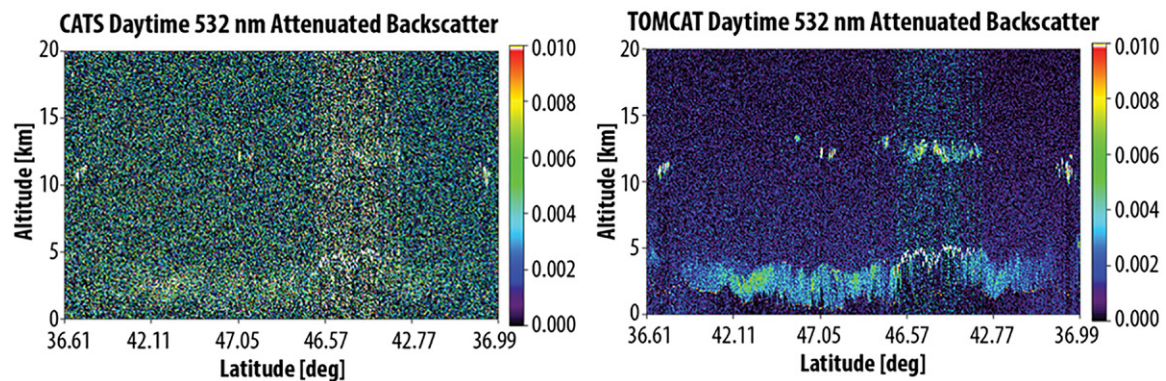 CATS Daytime 532 nm Attenuated Backscatter
20
15
10
5
0
Altitude [km]
36.61 42.11 47.05 46.57 42.77 36.99
Latitude [deg]
0.010
0.008
0.006
0.004
0.002
0.000
TOMCAT Daytime 532 nm Attenuated Backscatter
20
15
10
5
0
Altitude [km]
36.61 42.11 47.05 46.57 42.77 36.99
Latitude [deg]
0.010
0.008
0.006
0.004
0.002
0.000